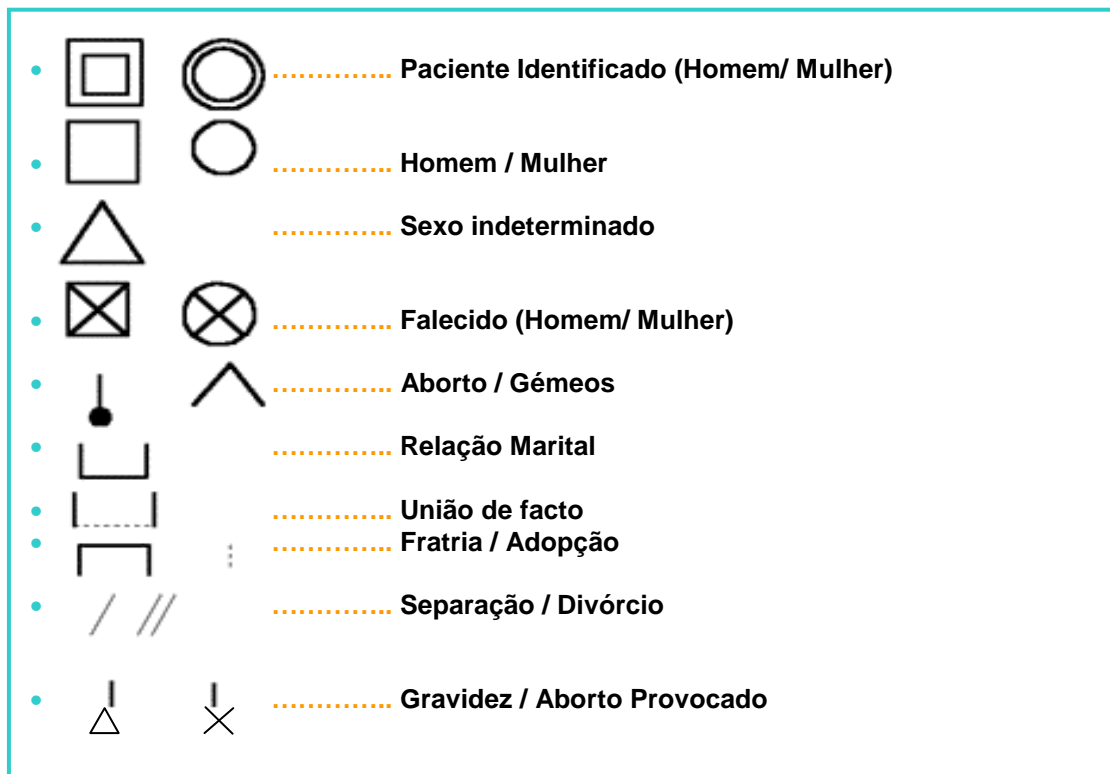 • ………….. Paciente Identificado (Homem/ Mulher)
• ………….. Homem / Mulher
• ………….. Sexo indeterminado
• ………….. Falecido (Homem/ Mulher)
• ………….. Aborto / Gémeos
• ………….. Relação Marital
• ………….. União de facto
• ………….. Fratria / Adopção
• ………….. Separação / Divórcio
• ………….. Gravidez / Aborto Provocado